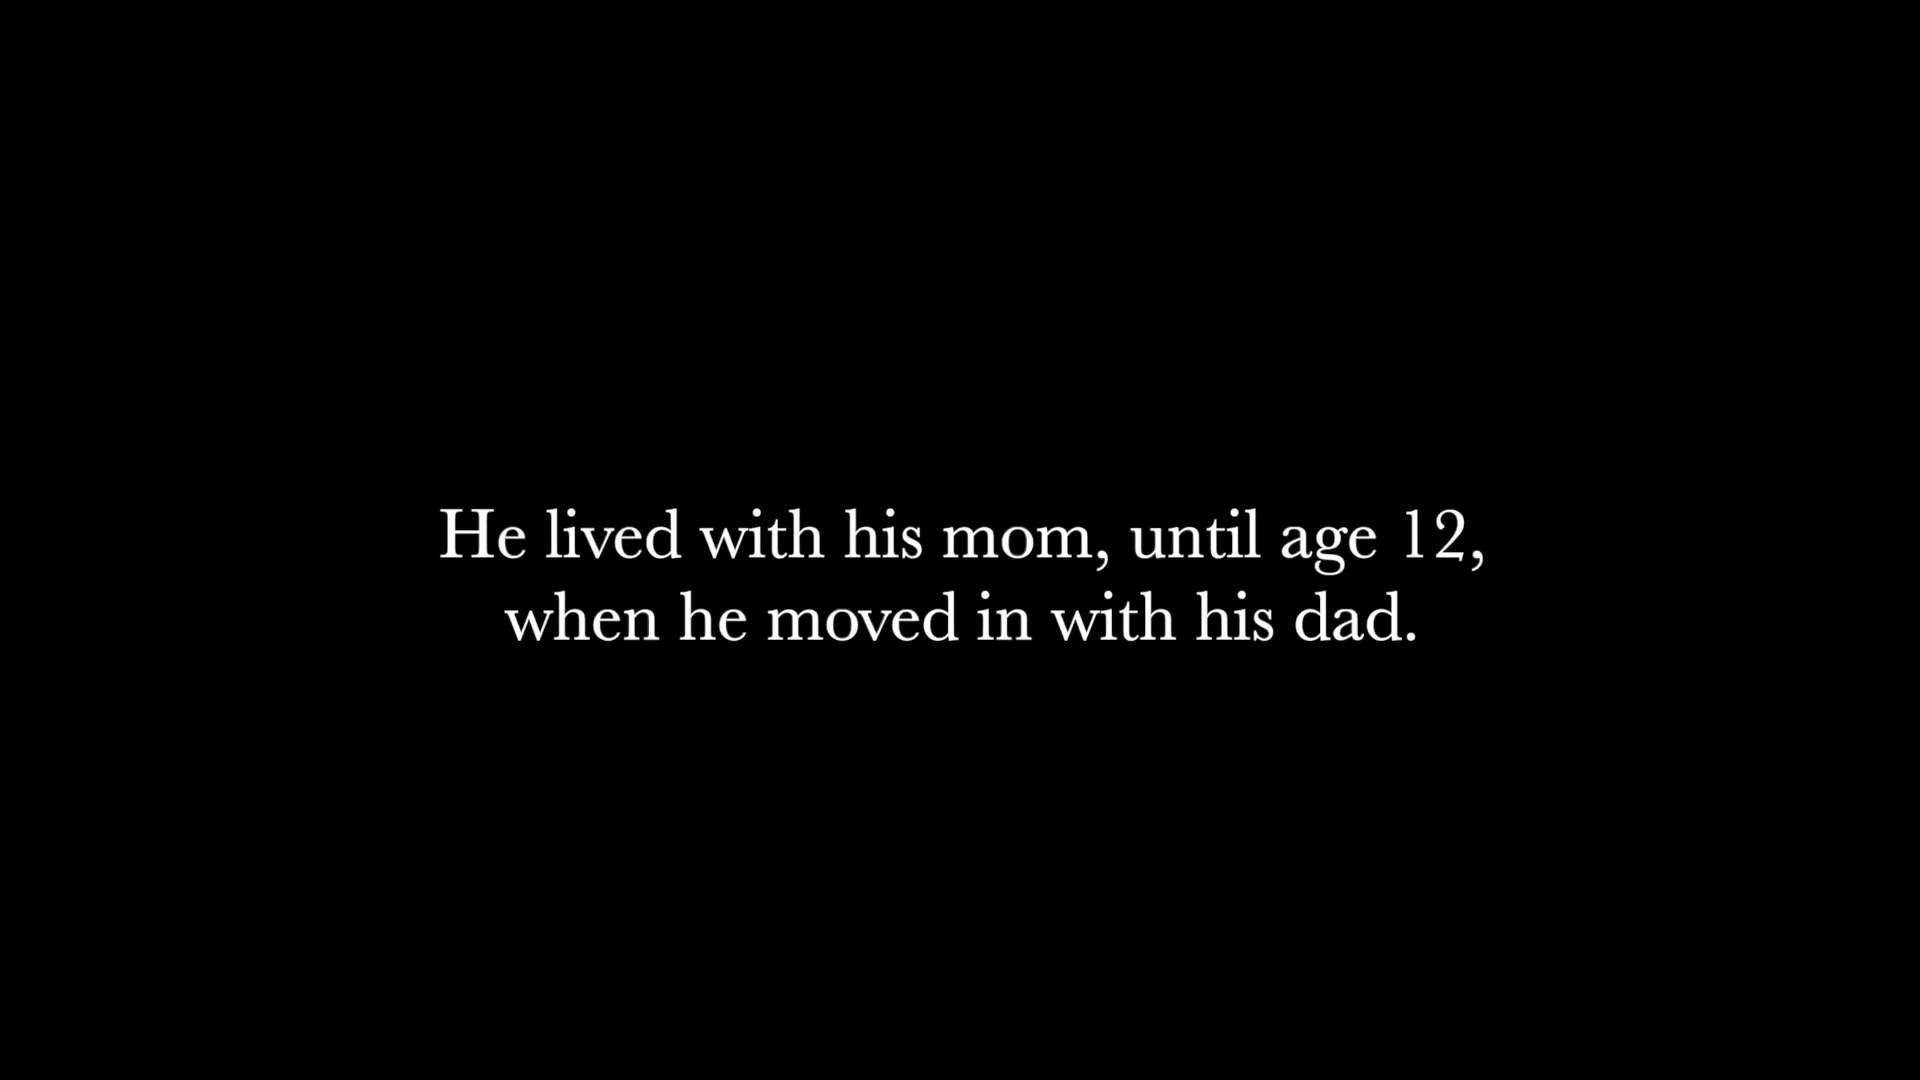 He lived with his mom, until age 12,
when he moved in with his dad.